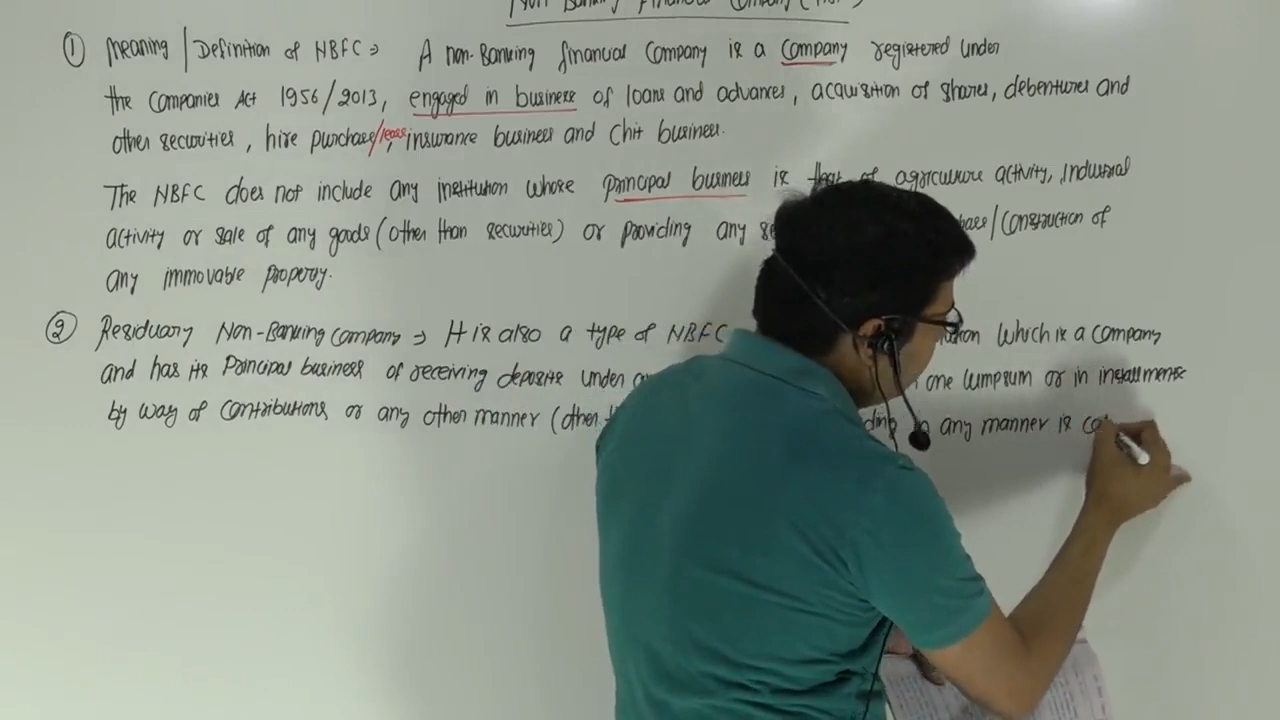 Non Banking Financial Company
① Meaning / Definition of NBFC ⇒ A non-Banking financial Company is a Company registered under
the Companies Act 1956/2013, engaged in business of loans and advances, acquisition of shares, debentures and
other securities, hire purchase/lease, insurance business and Chit business.
The NBFC does not include any institution whose principal business is that of agriculture activity, Industrial
activity or sale of any goods (other than securities) or providing any /Construction of
any immovable property.
② Residuary Non-Banking Company ⇒ It is also a type of NBFC which is a company
and has its Principal business of receiving deposits under one lumpsum or in installments
by way of contributions or any other manner (other any manner is